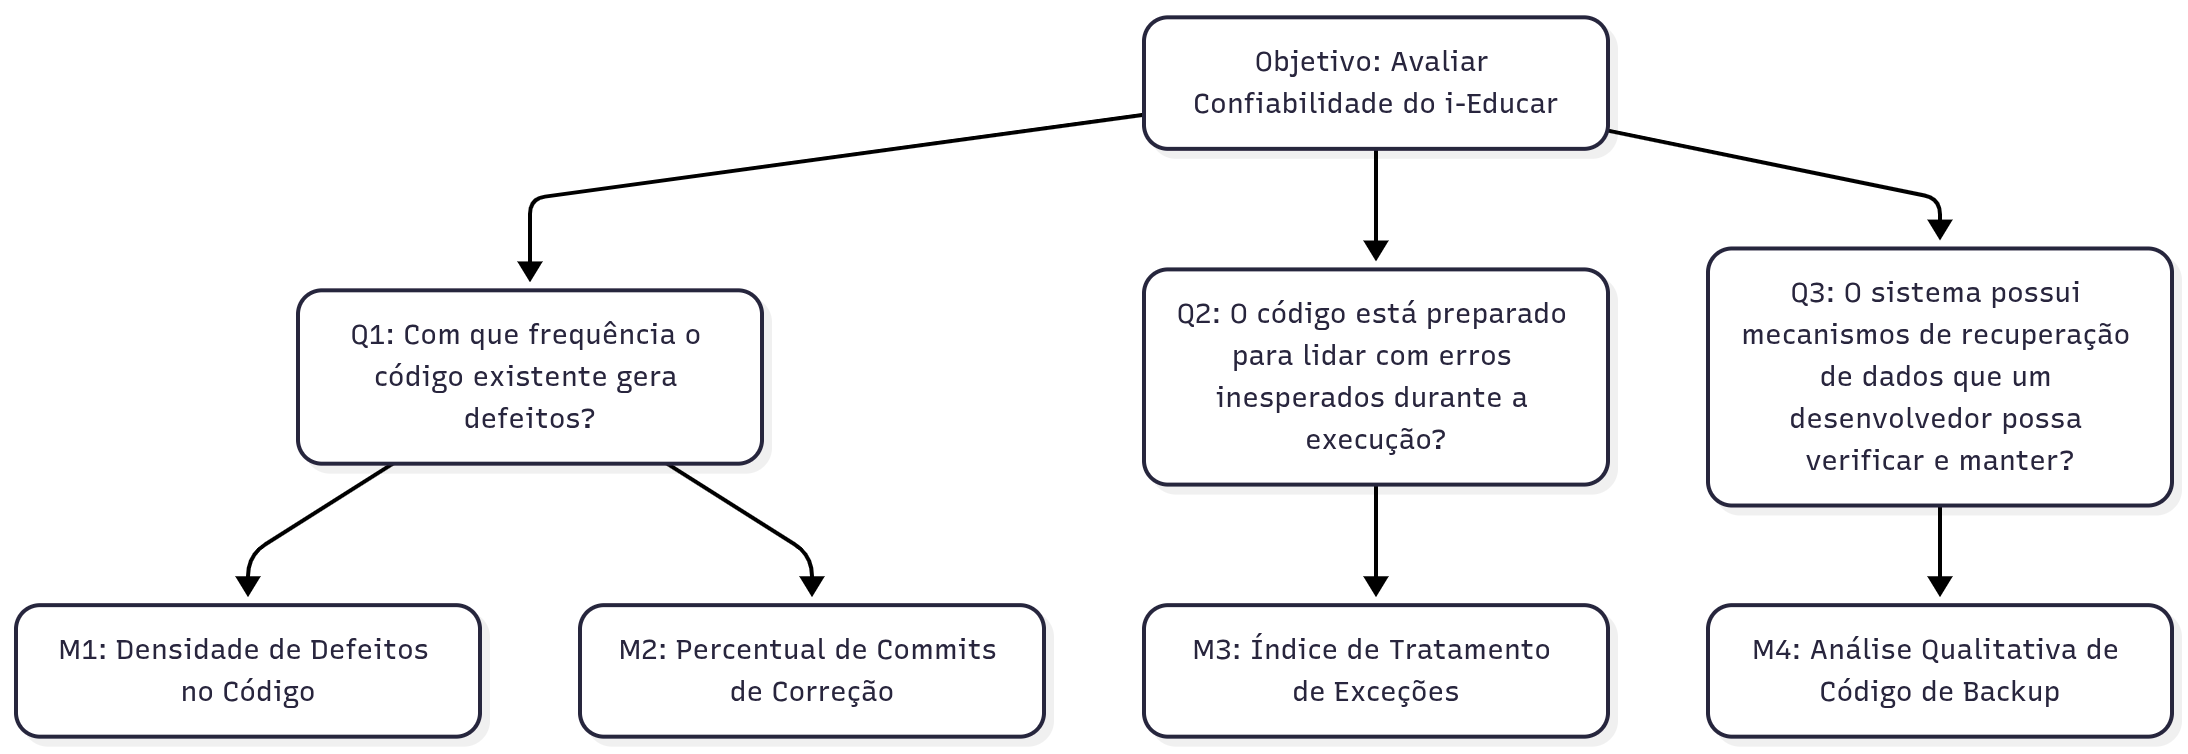 Objetivo: Avaliar
Confiabilidade do i-Educar
Q1: Com que frequência o
código existente gera
defeitos?
Q2: O código está preparado
para lidar com erros
inesperados durante a
execução?
Q3: O sistema possui
mecanismos de recuperação
de dados que um
desenvolvedor possa
verificar e manter?
M1: Densidade de Defeitos
no Código
M2: Percentual de Commits
de Correção
M3: Índice de Tratamento
de Exceções
M4: Análise Qualitativa de
Código de Backup